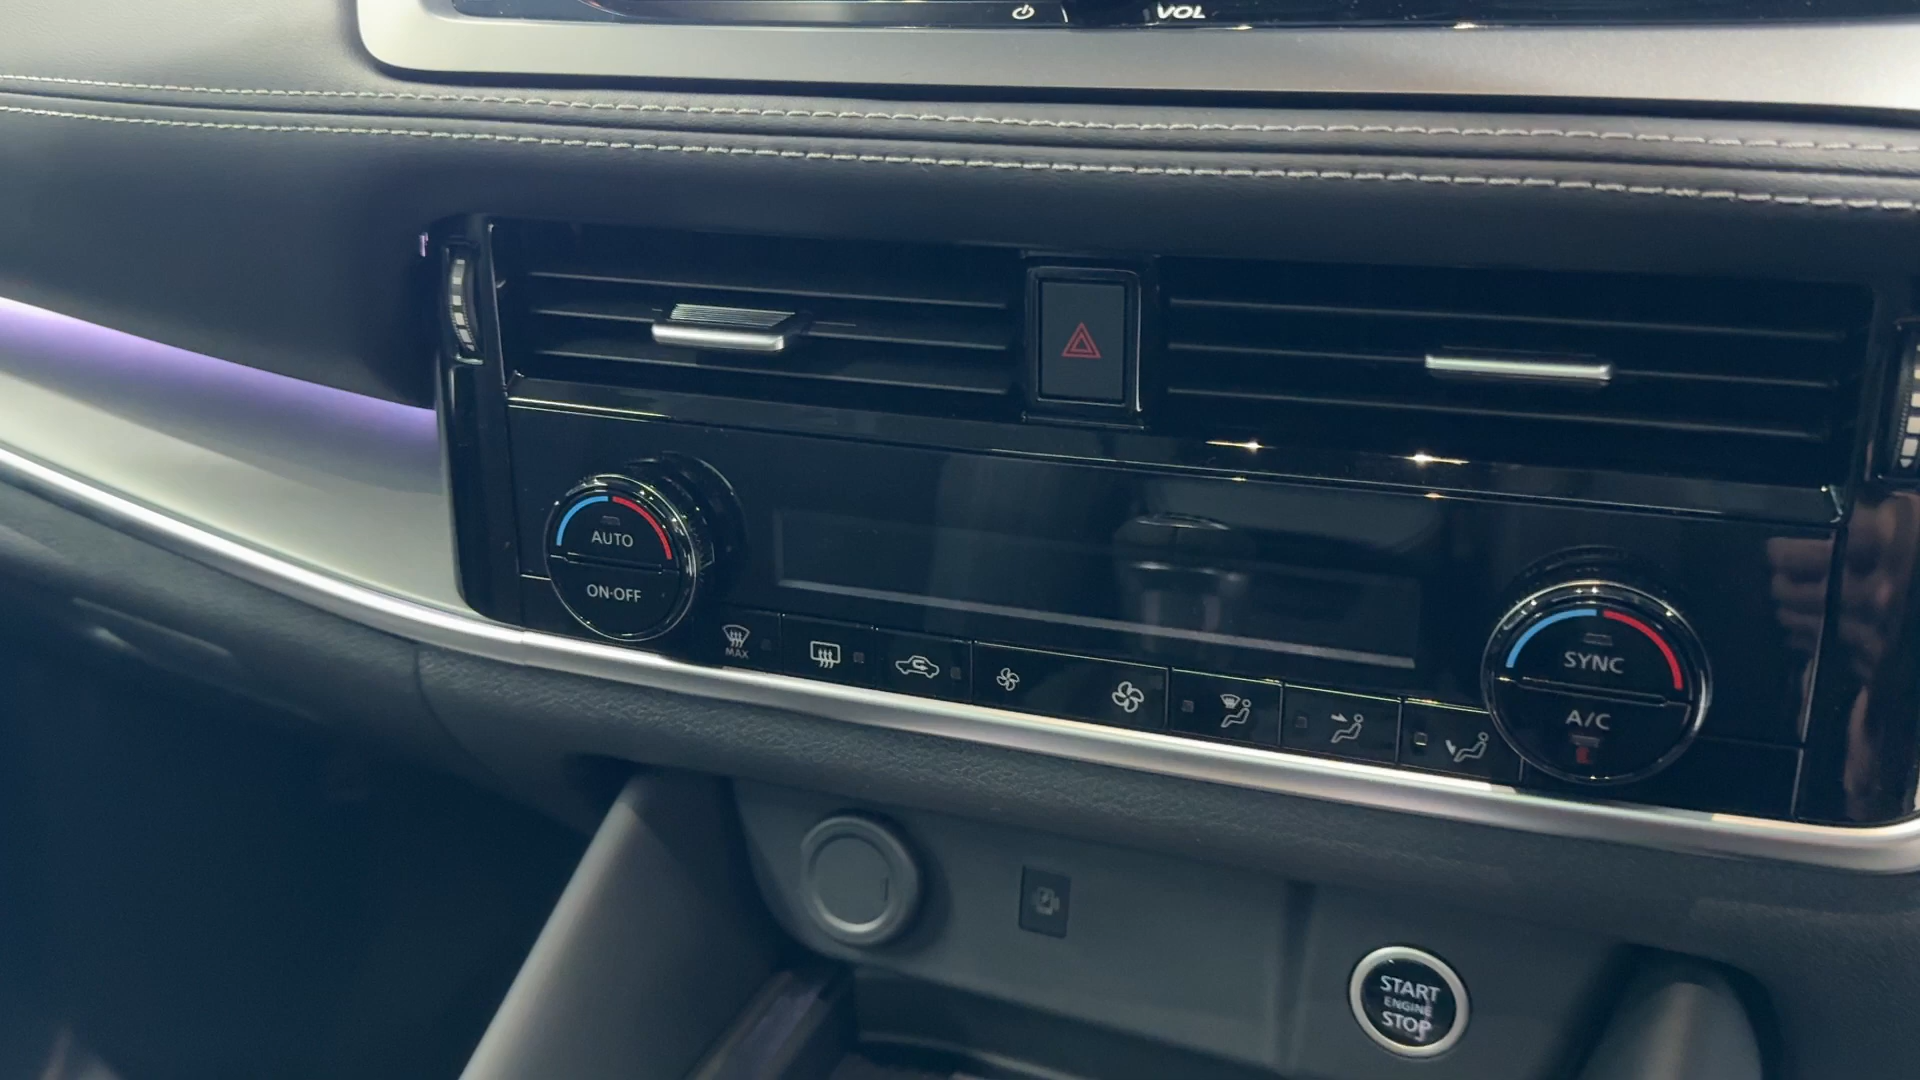 VOL
AUTO
ON·OFF
MAX
SYNC
A/C
START
ENGINE
STOP